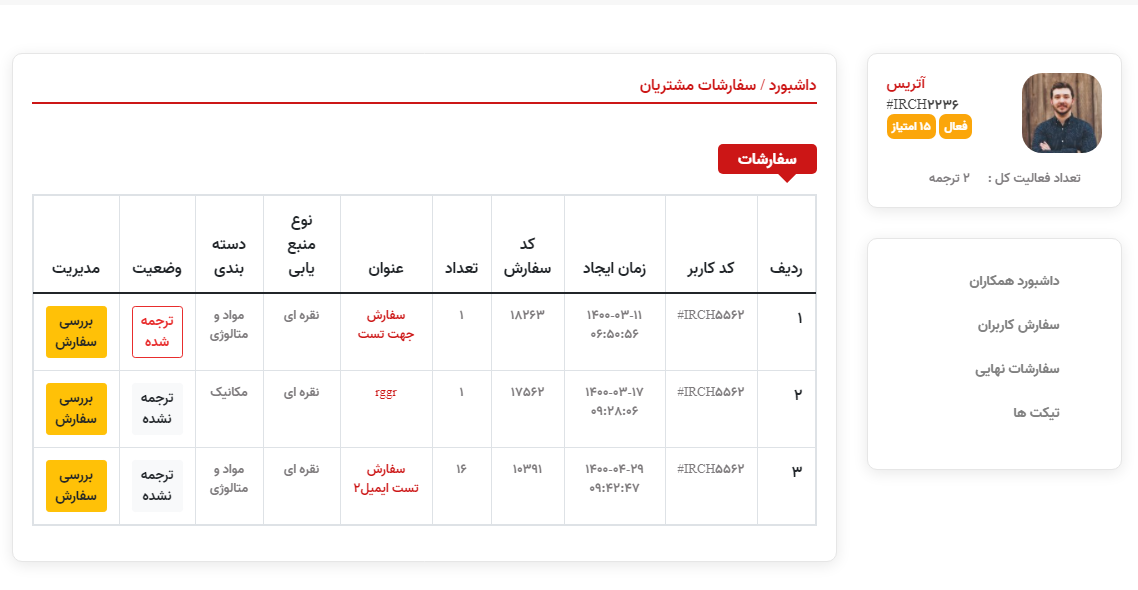 آتریس
#IRCH۲۲۳۶
فعال ۱۵ امتیاز
تعداد فعالیت کل : ۲ ترجمه
داشبورد همکاران
سفارش کاربران
سفارشات نهایی
تیکت ها
داشبورد / سفارشات مشتریان
سفارشات
ردیف
کد کاربر
زمان ایجاد
کد
سفارش
تعداد
عنوان
نوع
منبع
یابی
دسته
بندی
وضعیت
مدیریت
۱
#IRCH۵۵۶۲
۱۴۰۰-۰۳-۱۱
۰۶:۵۰:۵۶
۱۸۲۶۳
۱
سفارش
جهت تست
نقره ای
مواد و
متالوژی
ترجمه
شده
بررسی
سفارش
۲
#IRCH۵۵۶۲
۱۴۰۰-۰۳-۱۷
۰۹:۲۸:۰۶
۱۷۵۶۲
۱
rggr
نقره ای
مکانیک
ترجمه
نشده
بررسی
سفارش
۳
#IRCH۵۵۶۲
۱۴۰۰-۰۴-۲۹
۰۹:۴۲:۴۷
۱۰۳۹۱
۱۶
سفارش
تست ایمیل۲
نقره ای
مواد و
متالوژی
ترجمه
نشده
بررسی
سفارش